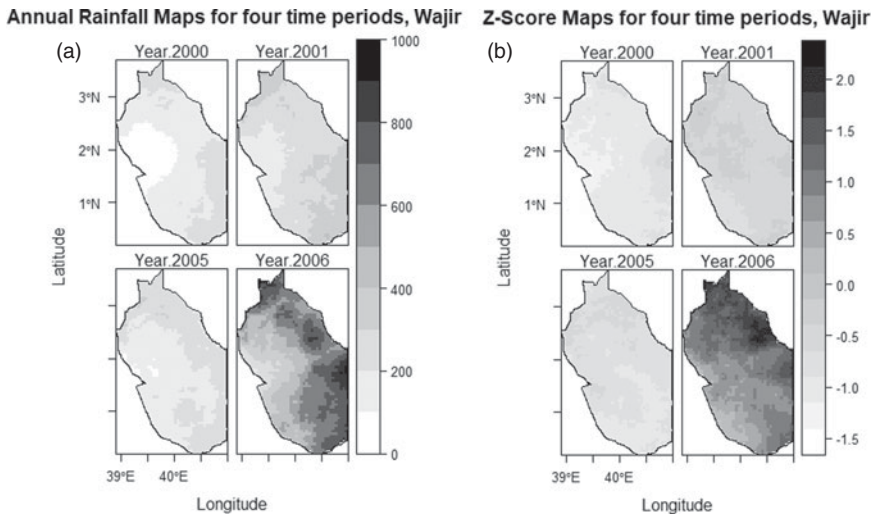 Annual Rainfall Maps for four time periods, Wajir
(a)
Year.2000
Year.2001
Year.2005
Year.2006
3°N
2°N
1°N
39°E
40°E
Latitude
Longitude
1000
800
600
400
200
0
Z-Score Maps for four time periods, Wajir
(b)
Year.2000
Year.2001
Year.2005
Year.2006
3°N
2°N
1°N
39°E
40°E
Latitude
Longitude
2.0
1.5
1.0
0.5
0.0
-0.5
-1.0
-1.5